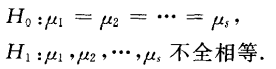 H₀:μ₁ = μ₂ = ⋯ = μₛ,
H₁:μ₁,μ₂,⋯,μₛ 不全相等.